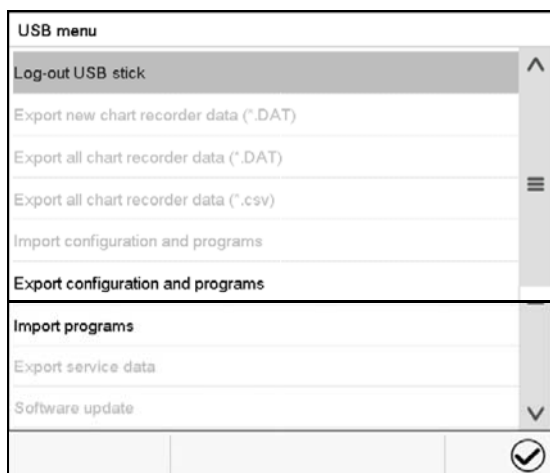 USB menu
Log-out USB stick
Export new chart recorder data (*.DAT)
Export all chart recorder data (*.DAT)
Export all chart recorder data (*.csv)
Import configuration and programs
Export configuration and programs
Import programs
Export service data
Software update